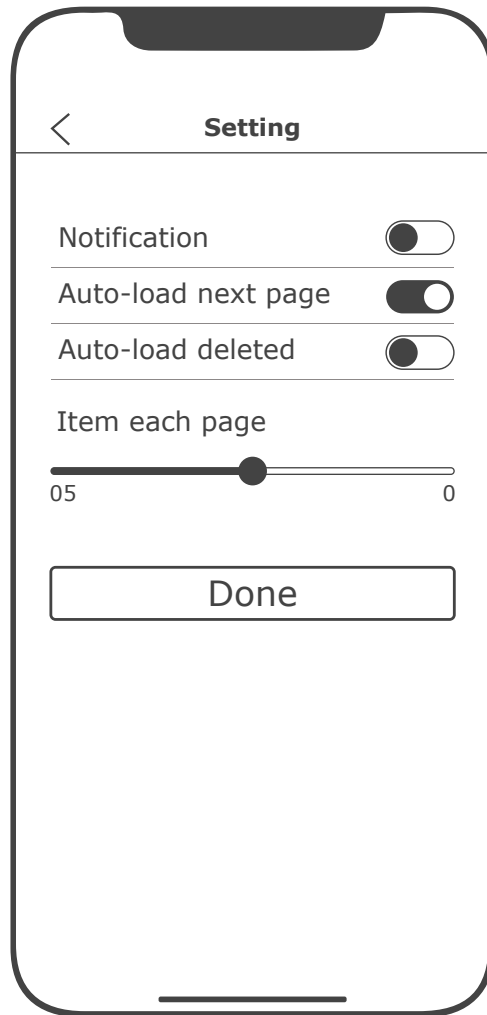 Setting
Notification
Auto-load next page
Auto-load deleted
Item each page
05 0
Done